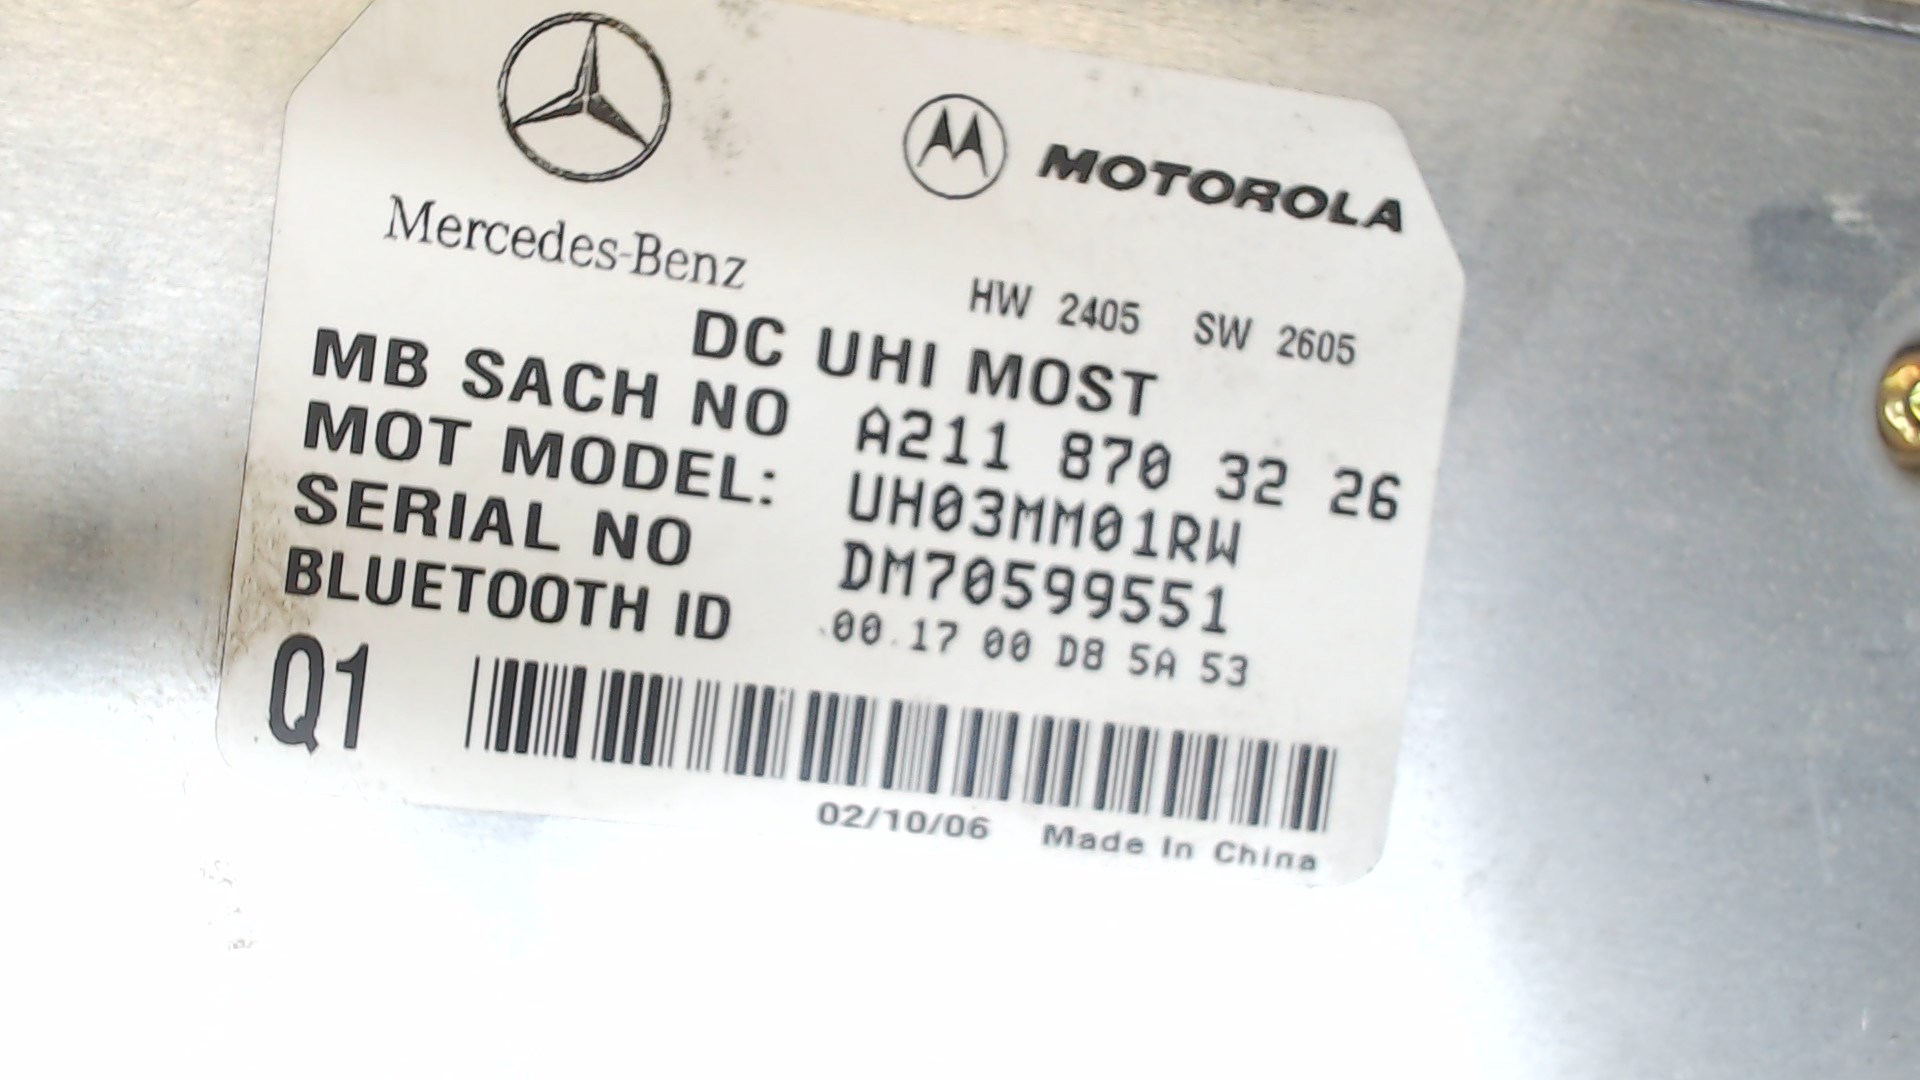 Mercedes-Benz
MOTOROLA
HW 2405 SW 2605
DC UHI MOST
MB SACH NO A211 870 32 26
MOT MODEL: UH03MM01RW
SERIAL NO DM70599551
BLUETOOTH ID 00 17 00 D8 5A 53
Q1
02/10/06 Made In China